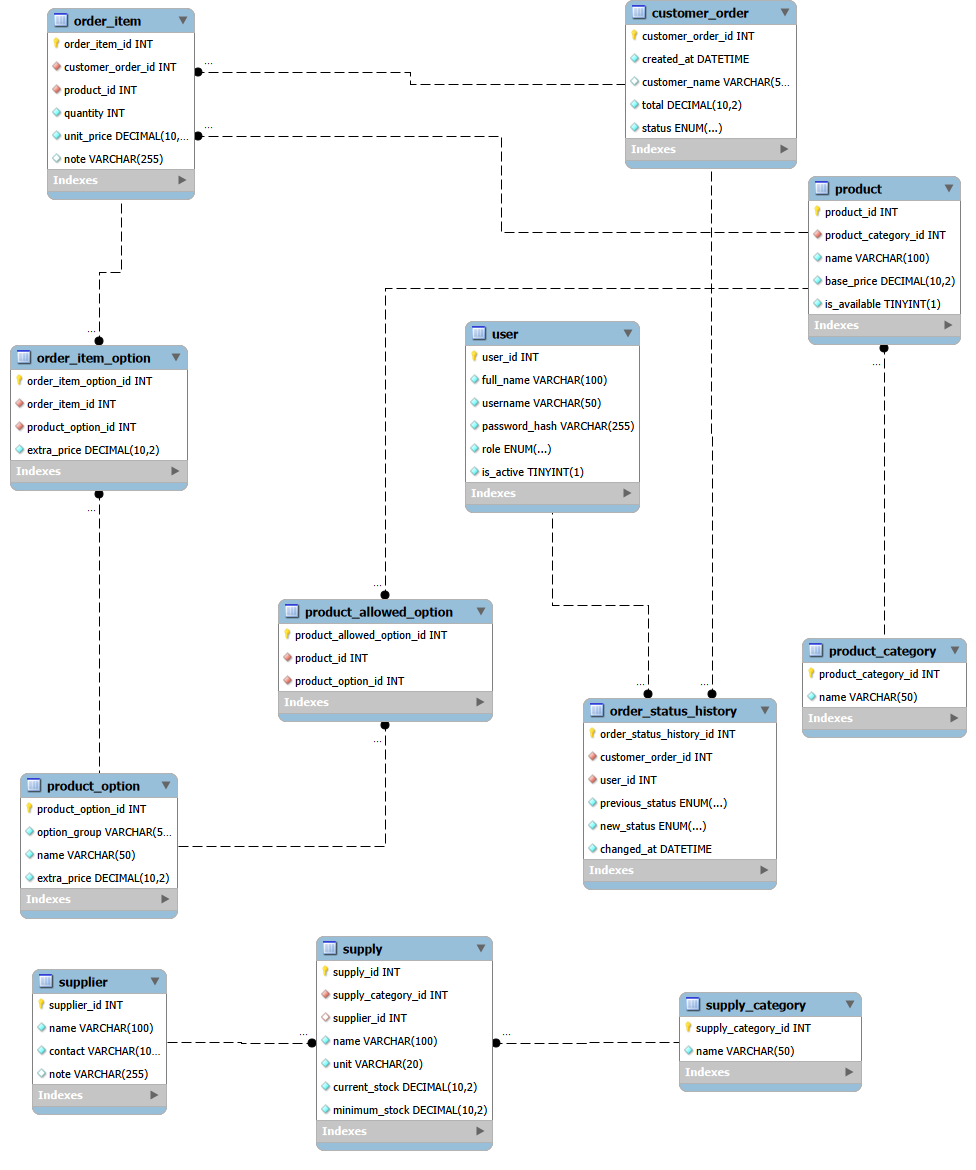 order_item
order_item_id INT
customer_order_id INT
product_id INT
quantity INT
unit_price DECIMAL(10,...
note VARCHAR(255)
Indexes
customer_order
customer_order_id INT
created_at DATETIME
customer_name VARCHAR(5...
total DECIMAL(10,2)
status ENUM(...)
Indexes
...
...
product
product_id INT
product_category_id INT
name VARCHAR(100)
base_price DECIMAL(10,2)
is_available TINYINT(1)
Indexes
...
...
order_item_option
order_item_option_id INT
order_item_id INT
product_option_id INT
extra_price DECIMAL(10,2)
Indexes
...
user
user_id INT
full_name VARCHAR(100)
username VARCHAR(50)
password_hash VARCHAR(255)
role ENUM(...)
is_active TINYINT(1)
Indexes
...
product_allowed_option
product_allowed_option_id INT
product_id INT
product_option_id INT
Indexes
...
product_category
product_category_id INT
name VARCHAR(50)
Indexes
...
...
order_status_history
order_status_history_id INT
customer_order_id INT
user_id INT
previous_status ENUM(...)
new_status ENUM(...)
changed_at DATETIME
Indexes
product_option
product_option_id INT
option_group VARCHAR(5...
name VARCHAR(50)
extra_price DECIMAL(10,2)
Indexes
supplier
supplier_id INT
name VARCHAR(100)
contact VARCHAR(10...
note VARCHAR(255)
Indexes
...
supply
supply_id INT
supply_category_id INT
supplier_id INT
name VARCHAR(100)
unit VARCHAR(20)
current_stock DECIMAL(10,2)
minimum_stock DECIMAL(10,2)
Indexes
...
supply_category
supply_category_id INT
name VARCHAR(50)
Indexes